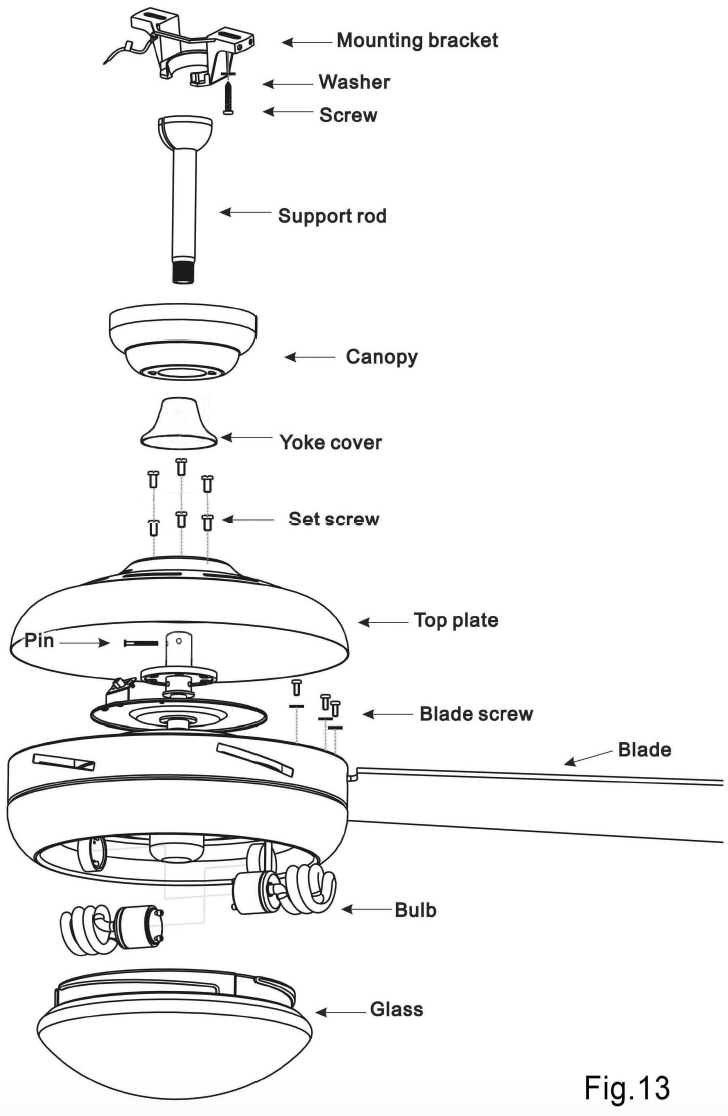 Mounting bracket
Washer
Screw
Support rod
Canopy
Yoke cover
Set screw
Top plate
Pin
Blade screw
Blade
Bulb
Glass
Fig.13